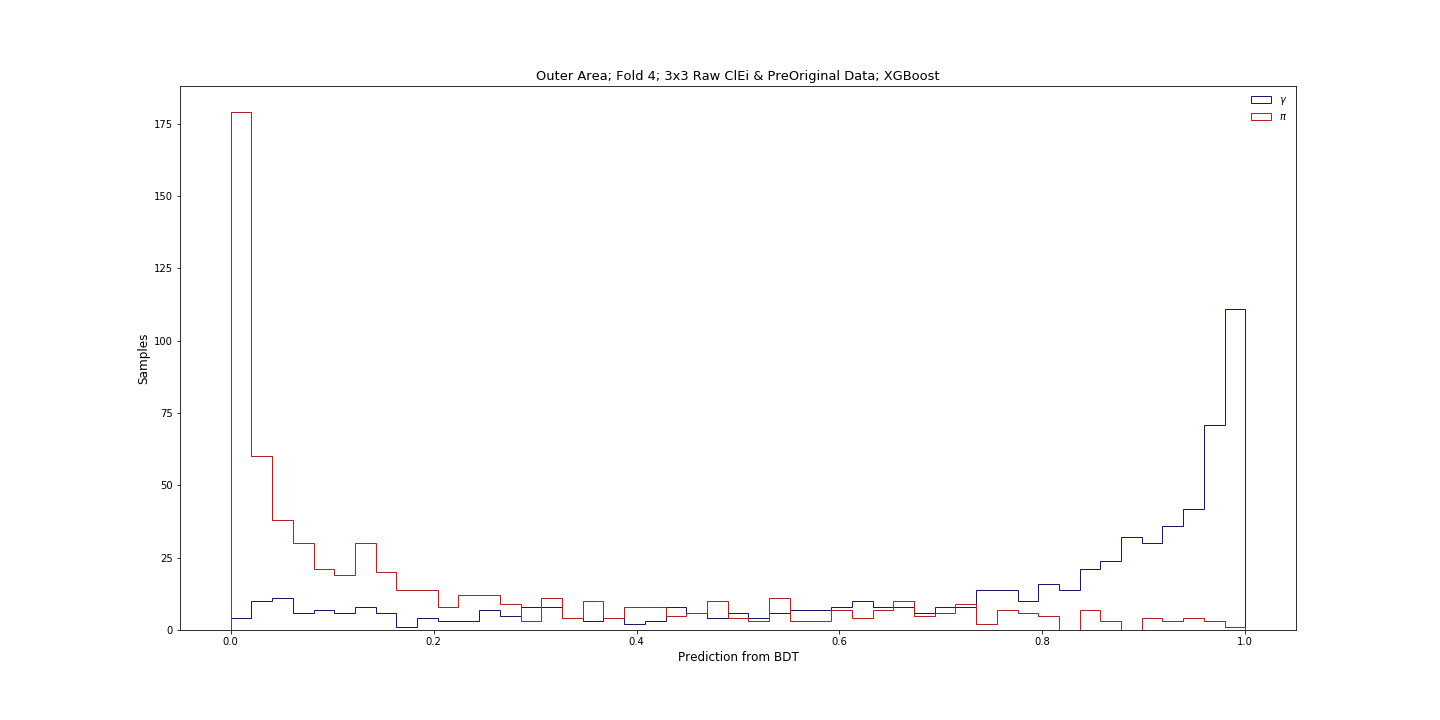 Outer Area; Fold 4; 3x3 Raw ClEi & PreOriginal Data; XGBoost
γ
π
175
150
125
100
75
50
25
0
Samples
0.0 0.2 0.4 0.6 0.8 1.0
Prediction from BDT